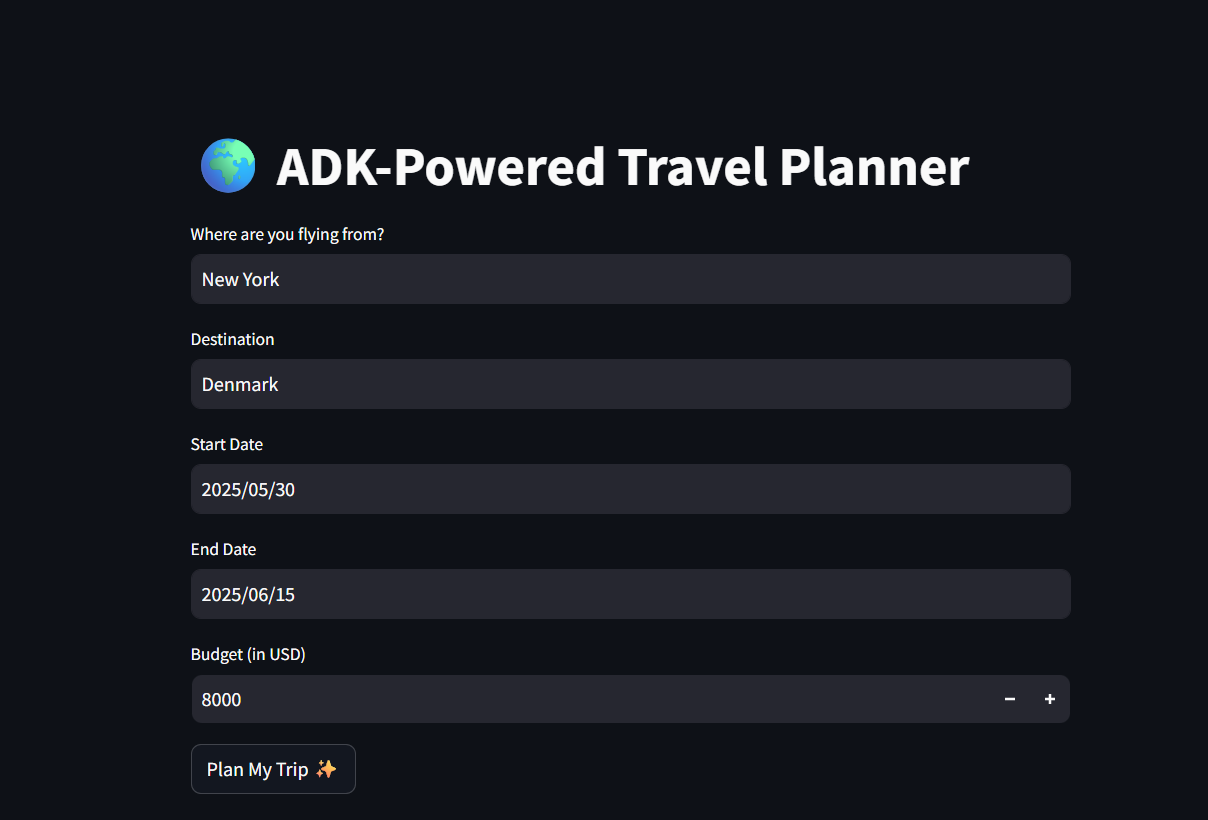 🌍 ADK-Powered Travel Planner
Where are you flying from?
New York
Destination
Denmark
Start Date
2025/05/30
End Date
2025/06/15
Budget (in USD)
8000 − +
Plan My Trip ✨